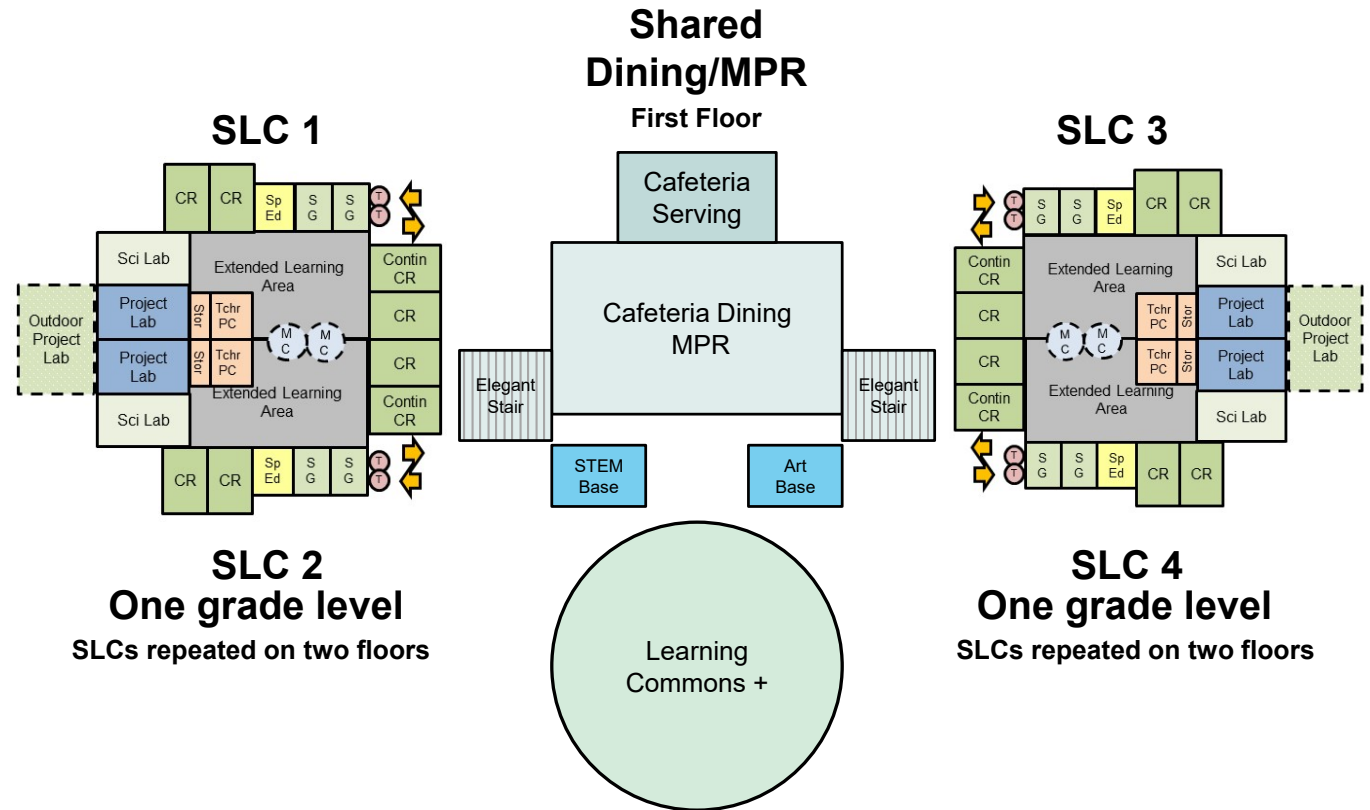 Shared
Dining/MPR
First Floor
SLC 1
CR
CR
Sp
Ed
S
G
S
G
T
T
Sci Lab
Extended Learning
Area
Contin
CR
Outdoor
Project
Lab
Project
Lab
Stor
Tchr
PC
M
C
M
C
CR
Project
Lab
Stor
Tchr
PC
CR
Sci Lab
Extended Learning
Area
Contin
CR
CR
CR
Sp
Ed
S
G
S
G
T
T
SLC 2
One grade level
SLCs repeated on two floors
Cafeteria
Serving
Cafeteria Dining
MPR
Elegant
Stair
Elegant
Stair
STEM
Base
Art
Base
Learning
Commons +
SLC 3
T
T
S
G
S
G
Sp
Ed
CR
CR
Contin
CR
Extended Learning
Area
Sci Lab
CR
M
C
M
C
Tchr
PC
Stor
Project
Lab
Outdoor
Project
Lab
CR
Tchr
PC
Stor
Project
Lab
Contin
CR
Extended Learning
Area
Sci Lab
T
T
S
G
S
G
Sp
Ed
CR
CR
SLC 4
One grade level
SLCs repeated on two floors